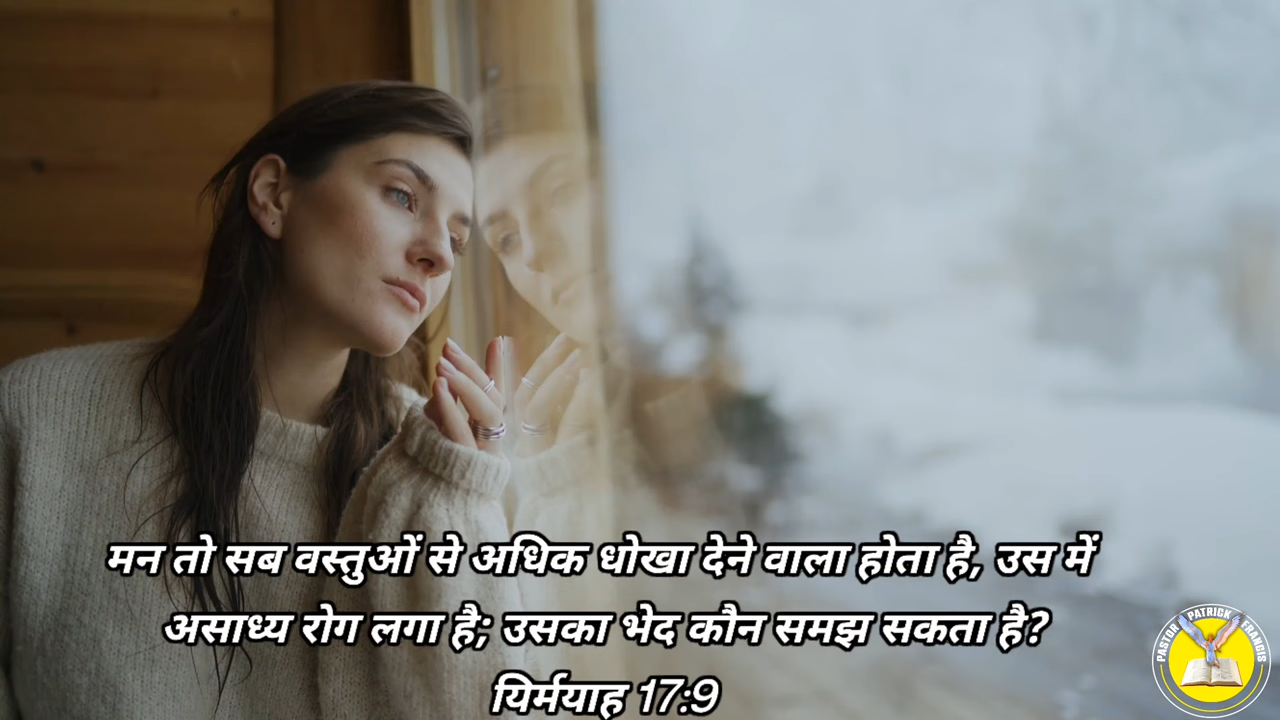 मन तो सब वस्तुओं से अधिक धोखा देने वाला होता है, उस में
असाध्य रोग लगा है; उसका भेद कौन समझ सकता है?
यिर्मयाह 17:9
PASTOR PATRICK FRANCIS